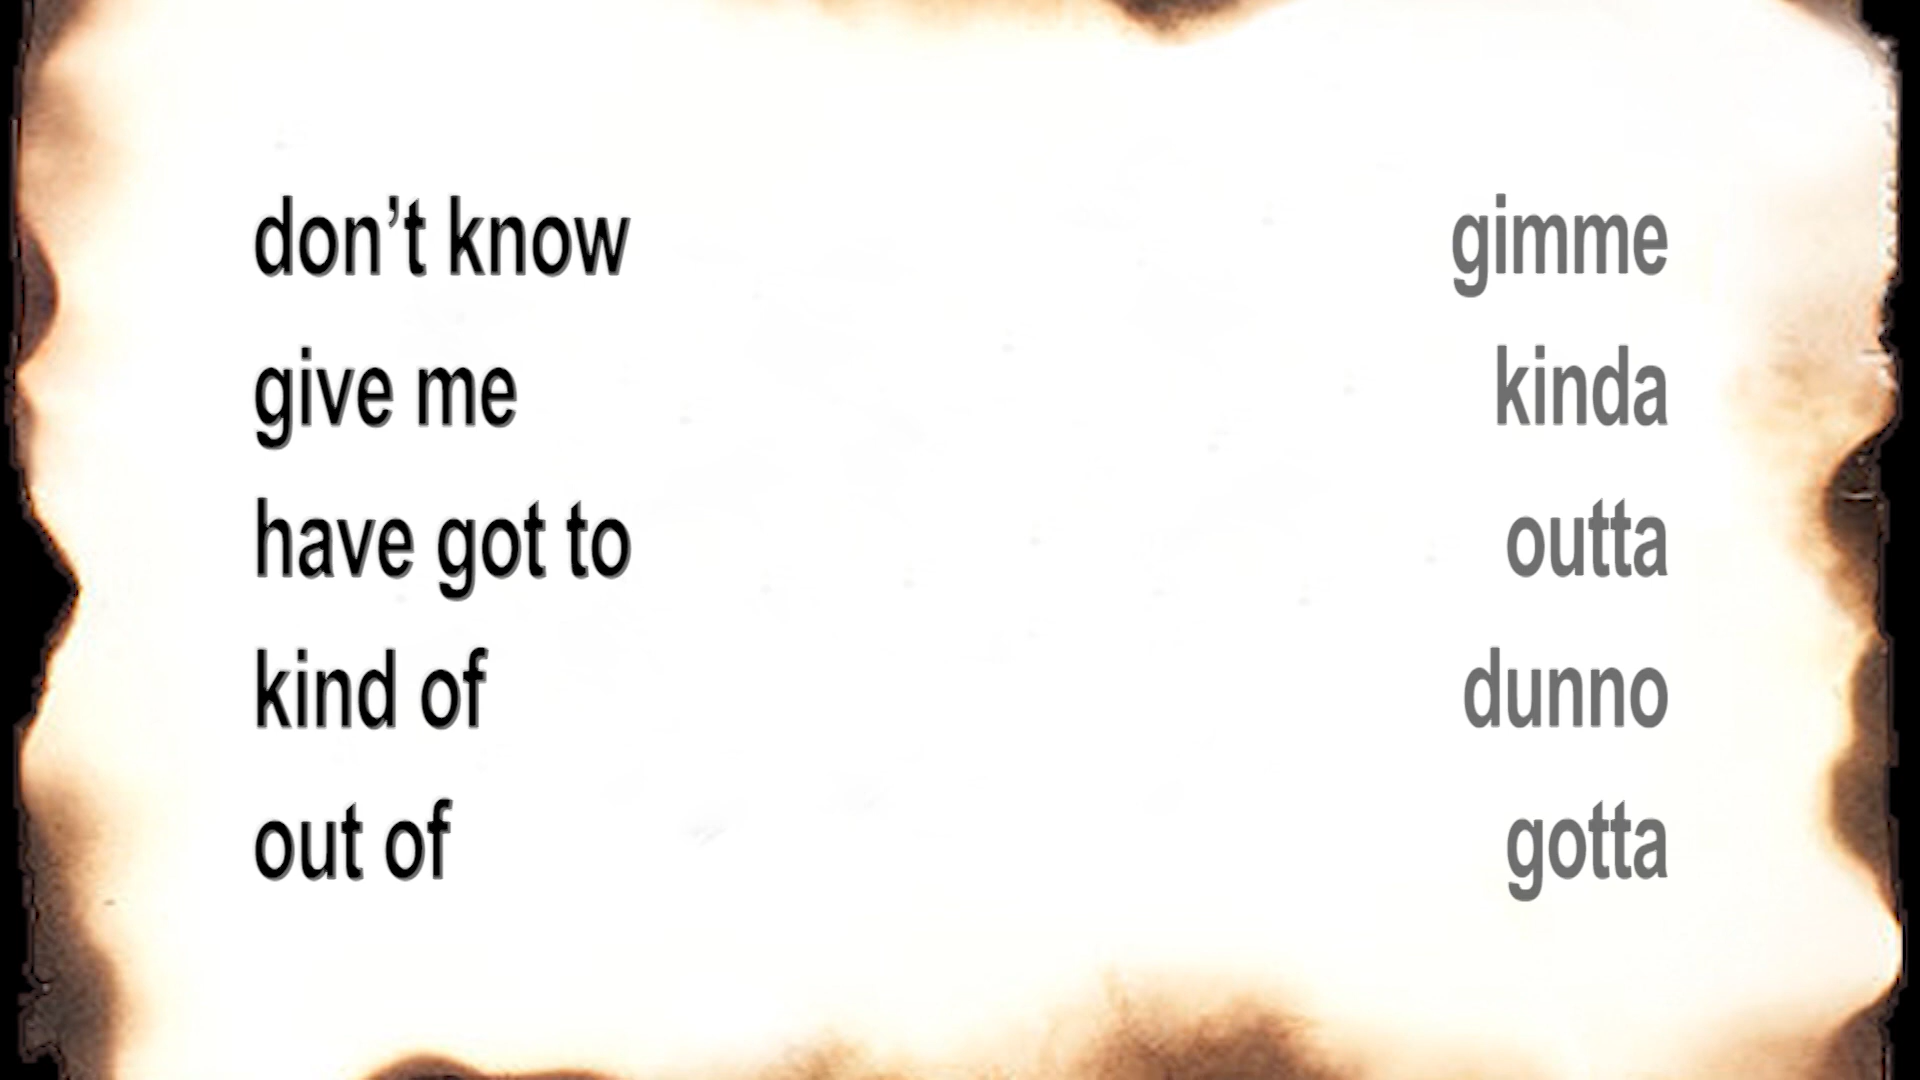 don’t know gimme
give me kinda
have got to outta
kind of dunno
out of gotta